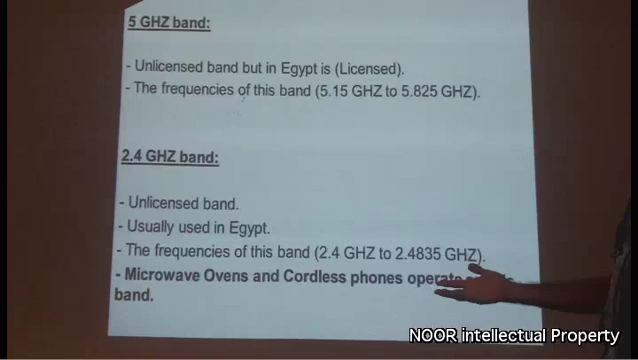 5 GHZ band:
- Unlicensed band but in Egypt is (Licensed).
- The frequencies of this band (5.15 GHZ to 5.825 GHZ).
2.4 GHZ band:
- Unlicensed band.
- Usually used in Egypt.
- The frequencies of this band (2.4 GHZ to 2.4835 GHZ).
- Microwave Ovens and Cordless phones operate
band.
NOOR intellectual Property